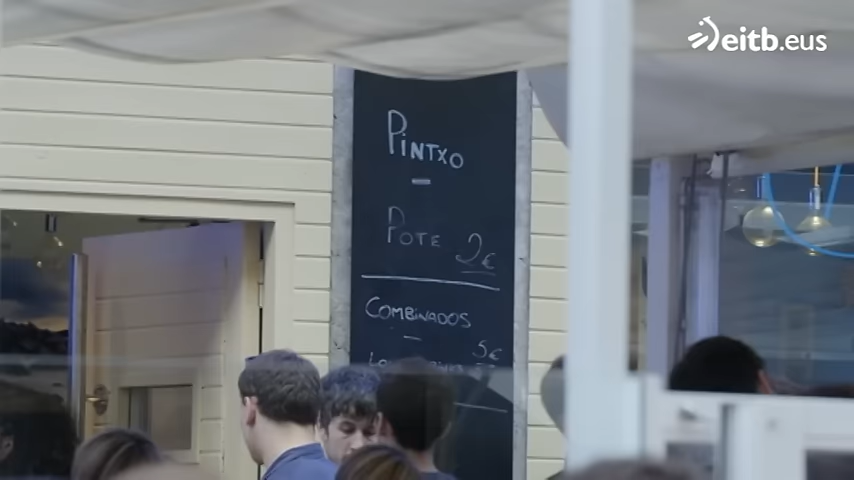 eitb.eus
PINTXO
-
POTE 2€
COMBINADOS
-
5€